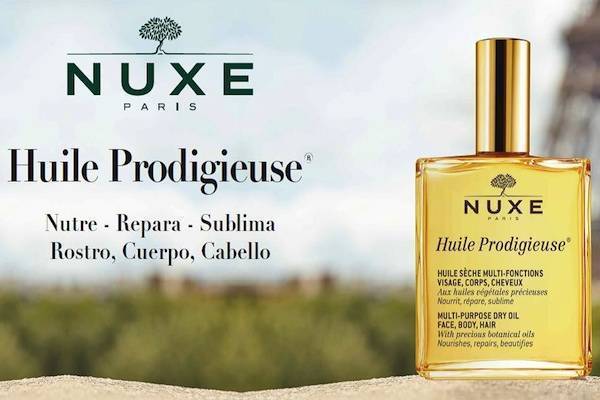 NUXE
PARIS
Huile Prodigieuse®
Nutre - Repara - Sublima
Rostro, Cuerpo, Cabello
NUXE
PARIS
Huile Prodigieuse®
HUILE SÈCHE MULTI-FONCTIONS
VISAGE, CORPS, CHEVEUX
Aux huiles végétales précieuses
Nourrit, répare, sublime
MULTI-PURPOSE DRY OIL
FACE, BODY, HAIR
With precious botanical oils
Nourishes, repairs, beautifies